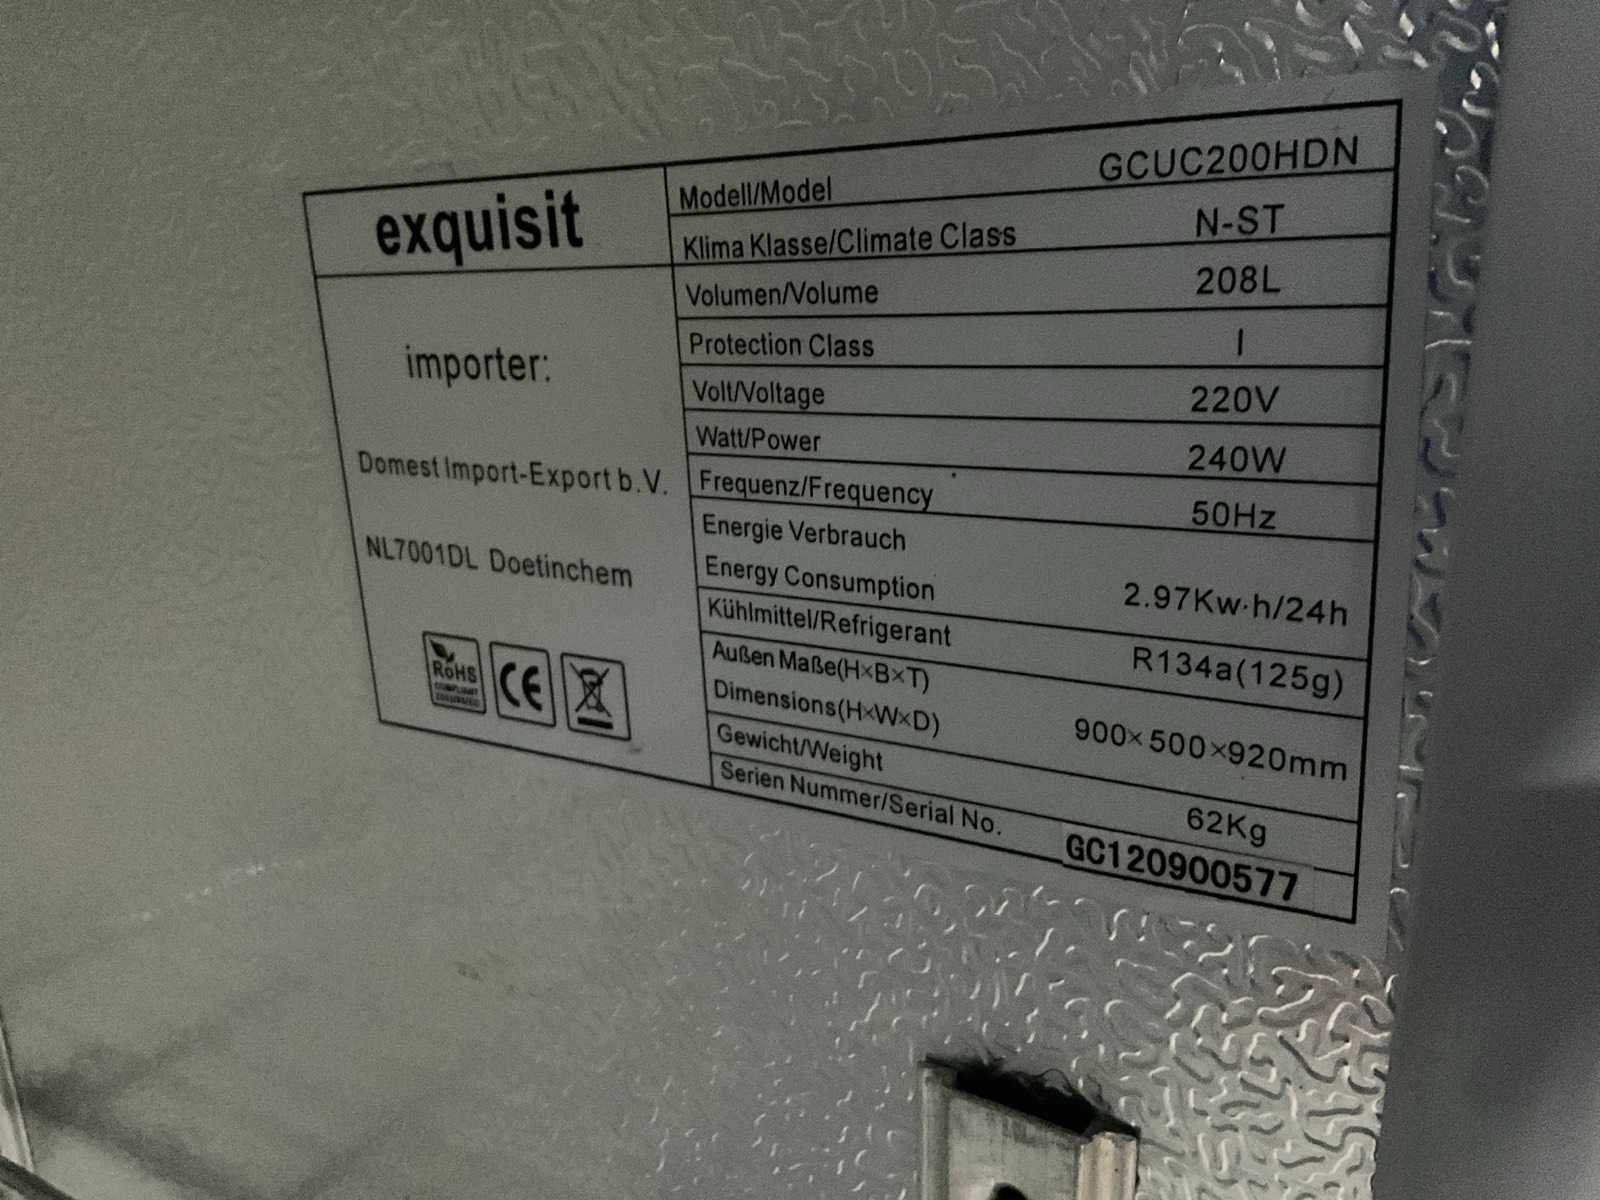 exquisit
importer:
Domest Import-Export b.V.
NL7001DL Doetinchem
RoHS
COMPLIANT
CE
Modell/Model GCUC200HDN
Klima Klasse/Climate Class N-ST
Volumen/Volume 208L
Protection Class I
Volt/Voltage 220V
Watt/Power 240W
Frequenz/Frequency 50Hz
Energie Verbrauch
Energy Consumption 2.97Kw·h/24h
Kühlmittel/Refrigerant R134a(125g)
Außen Maße(H×B×T)
Dimensions(H×W×D) 900×500×920mm
Gewicht/Weight 62Kg
Serien Nummer/Serial No. GC120900577